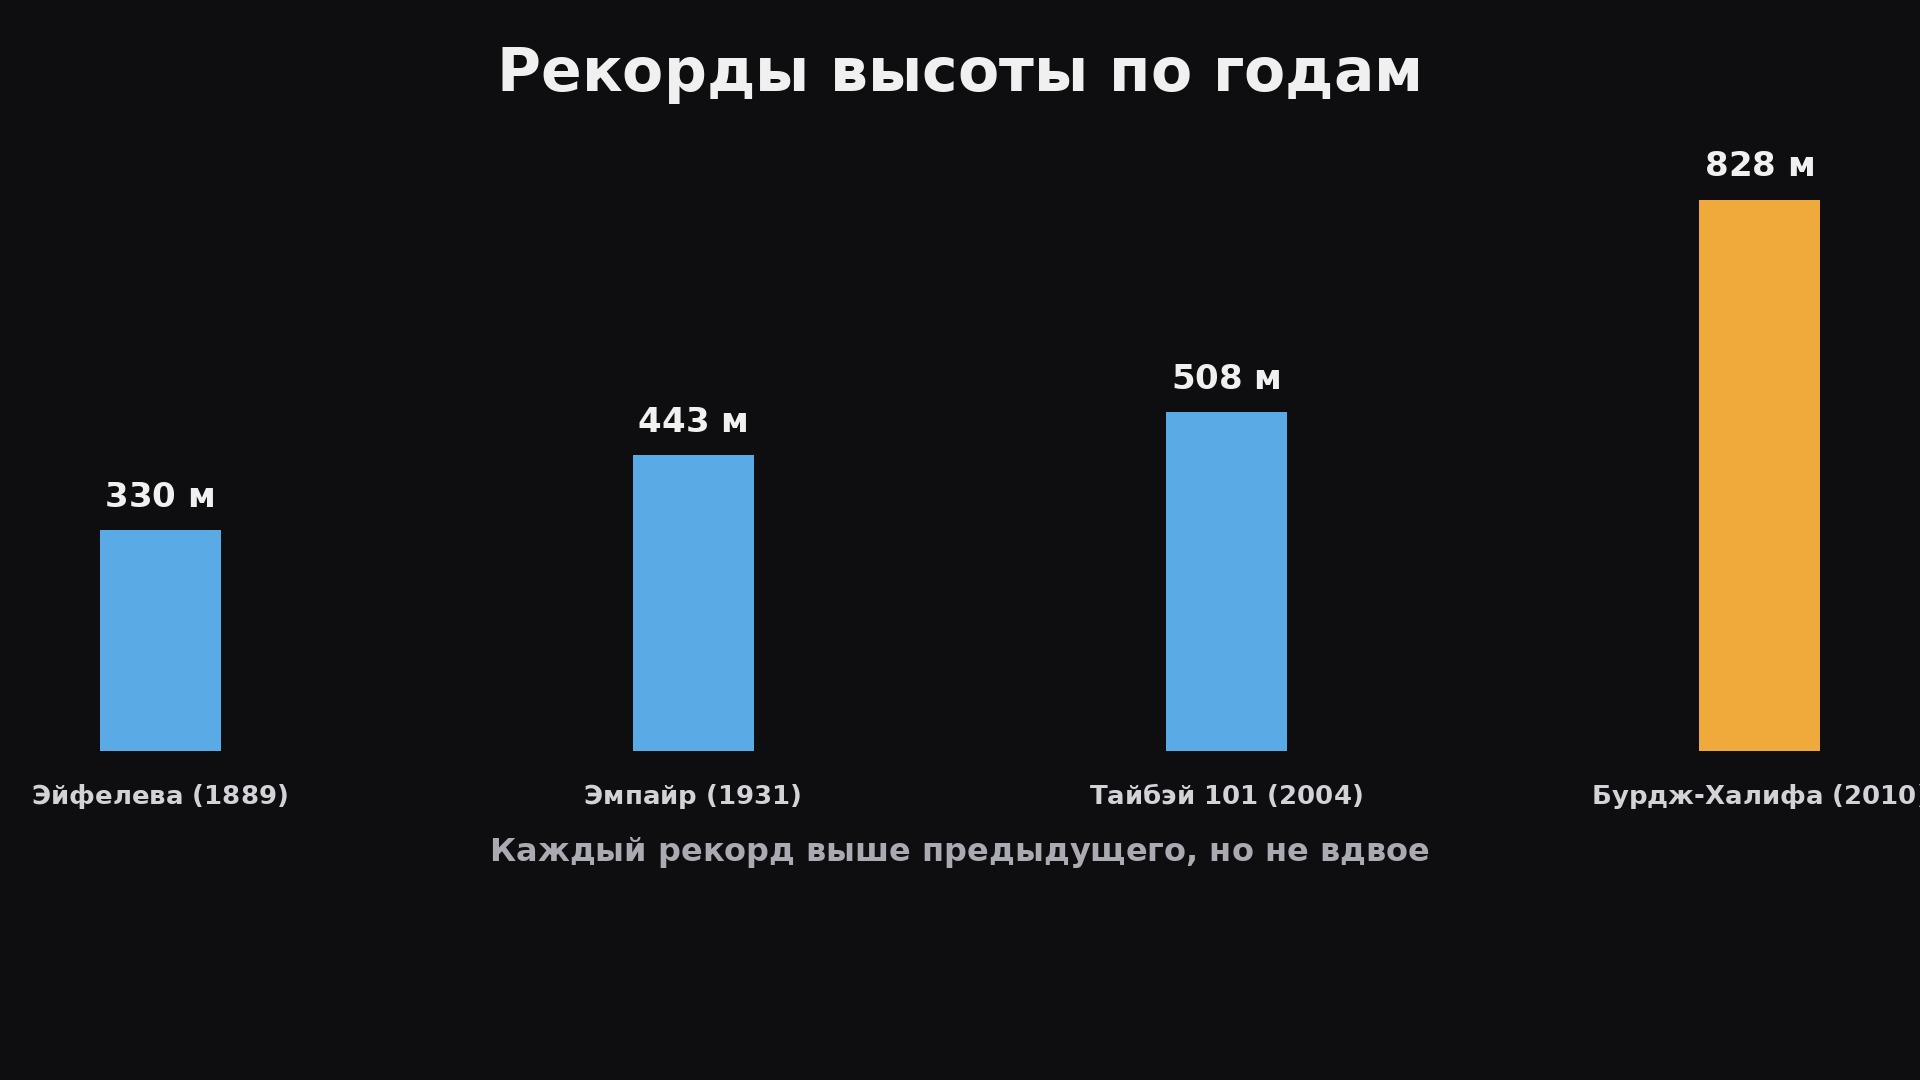 Рекорды высоты по годам
828 м
508 м
443 м
330 м
Эйфелева (1889) Эмпайр (1931) Тайбэй 101 (2004) Бурдж-Халифа (2010)
Каждый рекорд выше предыдущего, но не вдвое